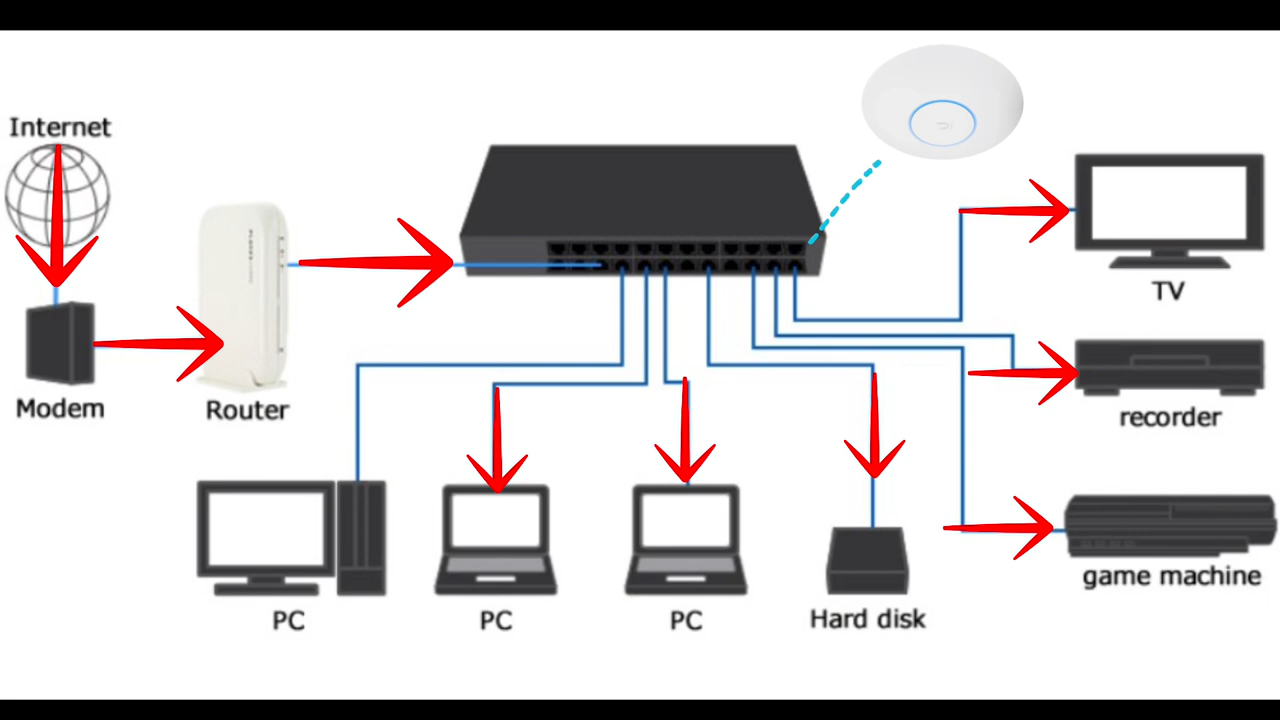 Internet
Modem
Router
TV
recorder
game machine
PC
PC
PC
Hard disk